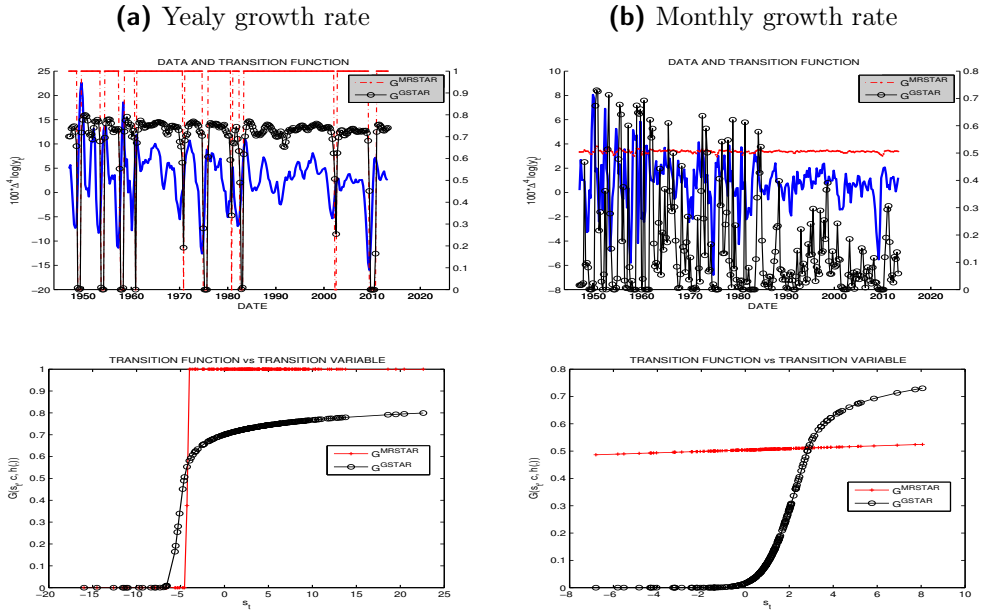 (a) Yealy growth rate
(b) Monthly growth rate
DATA AND TRANSITION FUNCTION
25
20
15
10
5
0
−5
−10
−15
−20
100*Δ^4 log(y)
1
0.9
0.8
0.7
0.6
0.5
0.4
0.3
0.2
0.1
0
1950 1960 1970 1980 1990 2000 2010 2020
DATE
G^MRSTAR
G^GSTAR
DATA AND TRANSITION FUNCTION
10
8
6
4
2
0
−2
−4
−6
−8
100*Δ^4 log(y)
0.8
0.7
0.6
0.5
0.4
0.3
0.2
0.1
0
1950 1960 1970 1980 1990 2000 2010 2020
DATE
G^MRSTAR
G^GSTAR
TRANSITION FUNCTION vs TRANSITION VARIABLE
1
0.9
0.8
0.7
0.6
0.5
0.4
0.3
0.2
0.1
0
G(s_t, c, h(.))
−20 −15 −10 −5 0 5 10 15 20 25
s_t
G^MRSTAR
G^GSTAR
TRANSITION FUNCTION vs TRANSITION VARIABLE
0.8
0.7
0.6
0.5
0.4
0.3
0.2
0.1
0
G(s_t, c, h(.))
−8 −6 −4 −2 0 2 4 6 8 10
s_t
G^MRSTAR
G^GSTAR